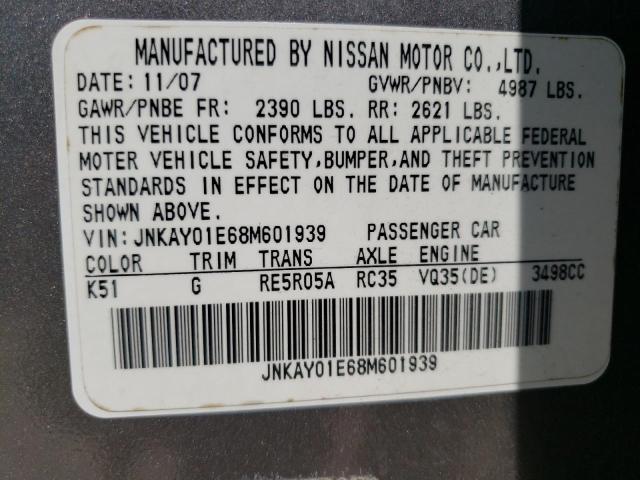 MANUFACTURED BY NISSAN MOTOR CO.,LTD.
DATE: 11/07 GVWR/PNBV: 4987 LBS.
GAWR/PNBE FR: 2390 LBS. RR: 2621 LBS.
THIS VEHICLE CONFORMS TO ALL APPLICABLE FEDERAL
MOTER VEHICLE SAFETY,BUMPER,AND THEFT PREVENTION
STANDARDS IN EFFECT ON THE DATE OF MANUFACTURE
SHOWN ABOVE.
VIN:JNKAY01E68M601939 PASSENGER CAR
COLOR TRIM TRANS AXLE ENGINE
K51 G RE5R05A RC35 VQ35(DE) 3498CC
JNKAY01E68M601939